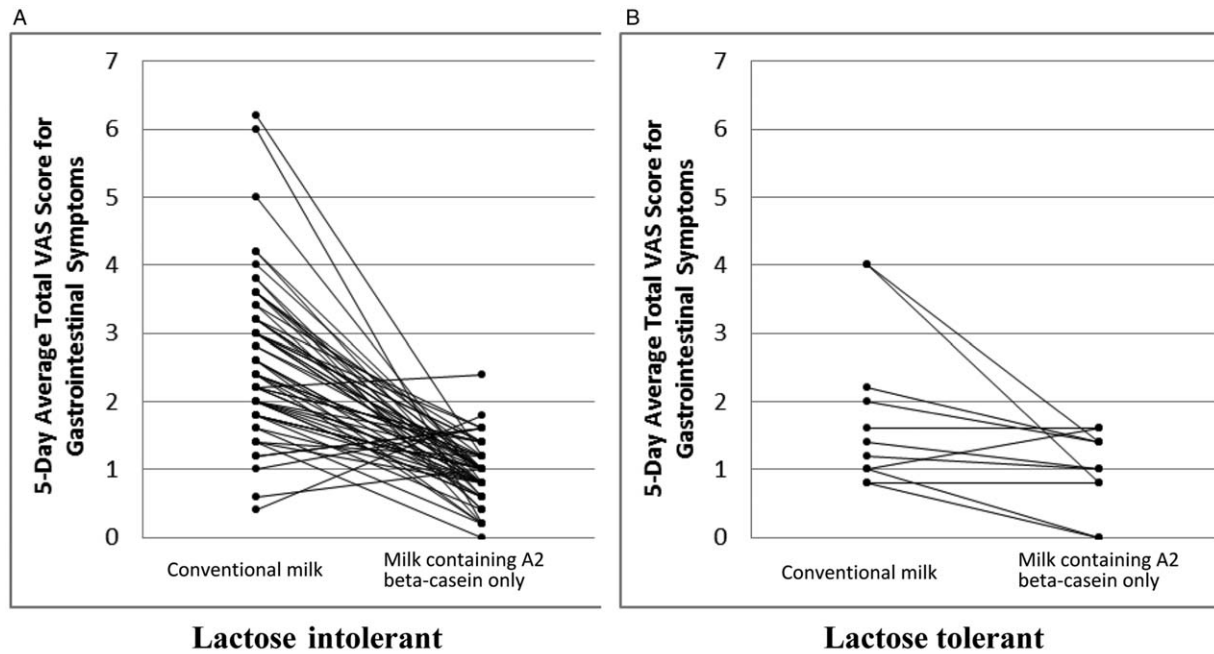 A
5-Day Average Total VAS Score for
Gastrointestinal Symptoms
7
6
5
4
3
2
1
0
Conventional milk
Milk containing A2
beta-casein only
Lactose intolerant
B
5-Day Average Total VAS Score for
Gastrointestinal Symptoms
7
6
5
4
3
2
1
0
Conventional milk
Milk containing A2
beta-casein only
Lactose tolerant